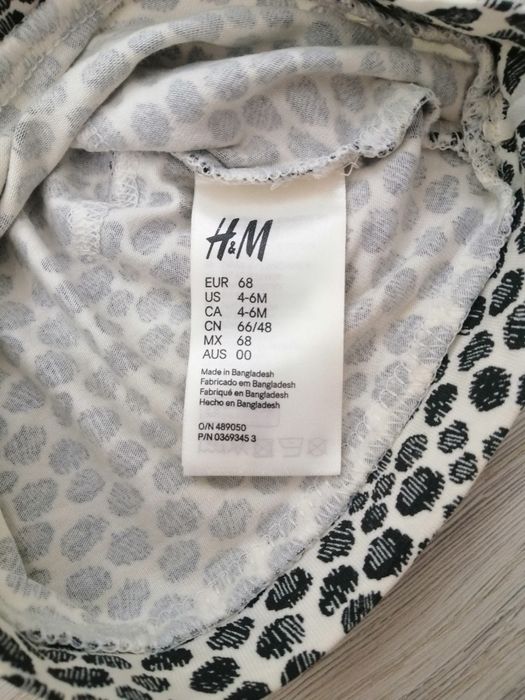 H&M
EUR 68
US 4-6M
CA 4-6M
CN 66/48
MX 68
AUS 00
Made in Bangladesh
Fabricado em Bangladesh
Fabriqué en Bangladesh
Hecho en Bangladesh
O/N 489050
P/N 0369345 3